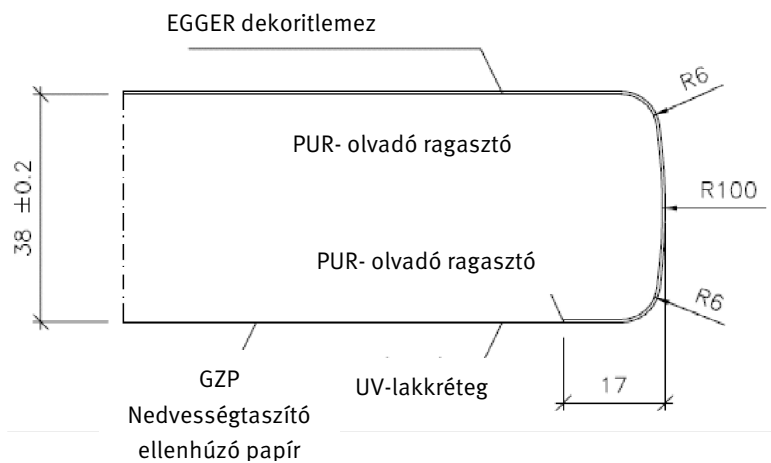 EGGER dekoritlemez
R6
PUR- olvadó ragasztó
38 ±0.2
R100
PUR- olvadó ragasztó
R6
GZP
Nedvességtaszító
ellenhúzó papír
UV-lakkréteg
17